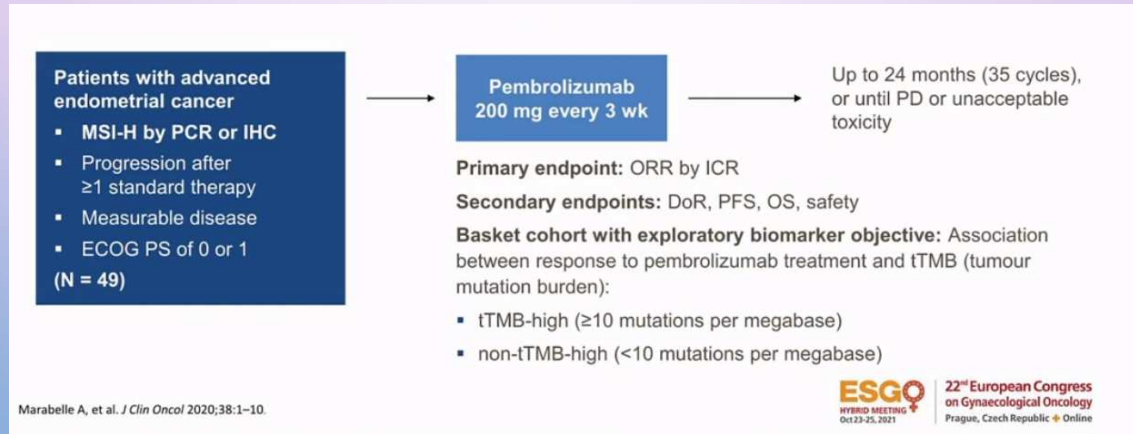 Patients with advanced
endometrial cancer
▪ MSI-H by PCR or IHC
▪ Progression after
≥1 standard therapy
▪ Measurable disease
▪ ECOG PS of 0 or 1
(N = 49)
Pembrolizumab
200 mg every 3 wk
Up to 24 months (35 cycles),
or until PD or unacceptable
toxicity
Primary endpoint: ORR by ICR
Secondary endpoints: DoR, PFS, OS, safety
Basket cohort with exploratory biomarker objective: Association
between response to pembrolizumab treatment and tTMB (tumour
mutation burden):
▪ tTMB-high (≥10 mutations per megabase)
▪ non-tTMB-high (<10 mutations per megabase)
Marabelle A, et al. J Clin Oncol 2020;38:1–10.
ESGO
HYBRID MEETING
Oct 23-25, 2021
22nd European Congress
on Gynaecological Oncology
Prague, Czech Republic + Online